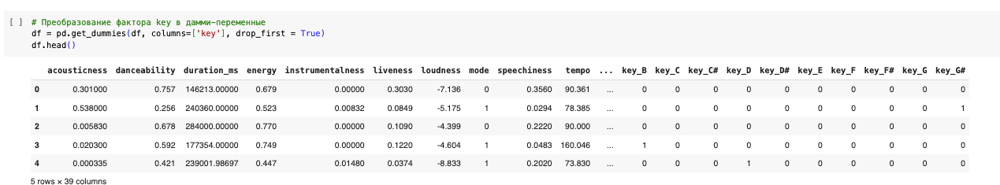 [ ] # Преобразование фактора key в дамми-переменные
df = pd.get_dummies(df, columns=['key'], drop_first = True)
df.head()
acousticness danceability duration_ms energy instrumentalness liveness loudness mode speechiness tempo ... key_B key_C key_C# key_D key_D# key_E key_F key_F# key_G key_G#
0 0.301000 0.757 146213.00000 0.679 0.00000 0.3030 -7.136 0 0.3560 90.361 ... 0 0 0 0 0 0 0 0 0 0
1 0.538000 0.256 240360.00000 0.523 0.00832 0.0849 -5.175 1 0.0294 78.385 ... 0 0 0 0 0 0 0 0 0 1
2 0.005830 0.678 284000.00000 0.770 0.00000 0.1090 -4.399 0 0.2220 90.000 ... 0 0 0 0 0 0 0 0 0 0
3 0.020300 0.592 177354.00000 0.749 0.00000 0.1220 -4.604 1 0.0483 160.046 ... 1 0 0 0 0 0 0 0 0 0
4 0.000335 0.421 239001.98697 0.447 0.01480 0.0374 -8.833 1 0.2020 73.830 ... 0 0 0 1 0 0 0 0 0 0
5 rows × 39 columns